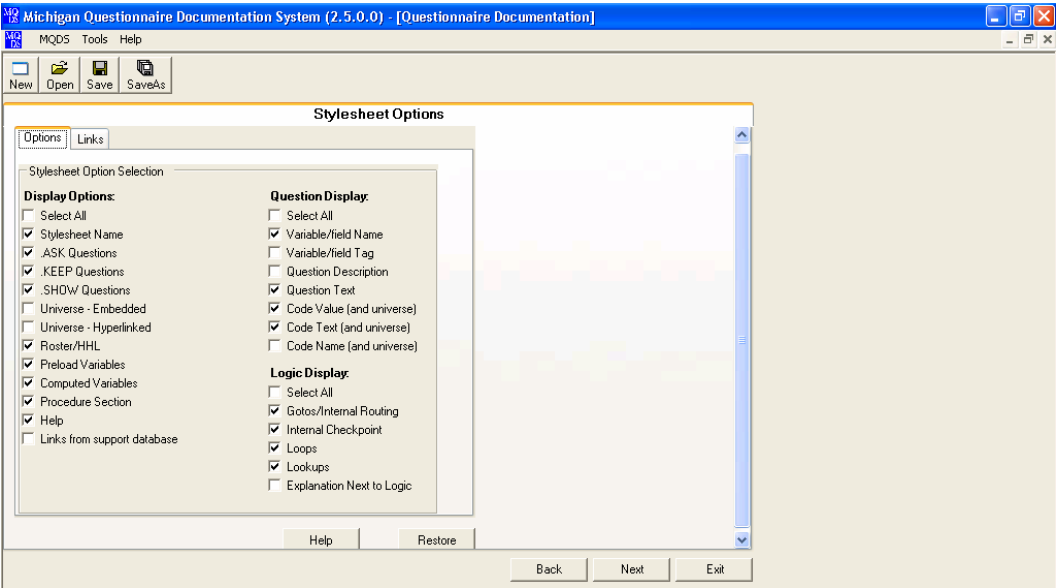 MQDS Michigan Questionnaire Documentation System (2.5.0.0) - [Questionnaire Documentation]
MQDS MQDS Tools Help
New Open Save SaveAs
Stylesheet Options
Options Links
Stylesheet Option Selection
Display Options:
Select All
Stylesheet Name
.ASK Questions
.KEEP Questions
.SHOW Questions
Universe - Embedded
Universe - Hyperlinked
Roster/HHL
Preload Variables
Computed Variables
Procedure Section
Help
Links from support database
Question Display:
Select All
Variable/field Name
Variable/field Tag
Question Description
Question Text
Code Value (and universe)
Code Text (and universe)
Code Name (and universe)
Logic Display:
Select All
Gotos/Internal Routing
Internal Checkpoint
Loops
Lookups
Explanation Next to Logic
Help Restore
Back Next Exit